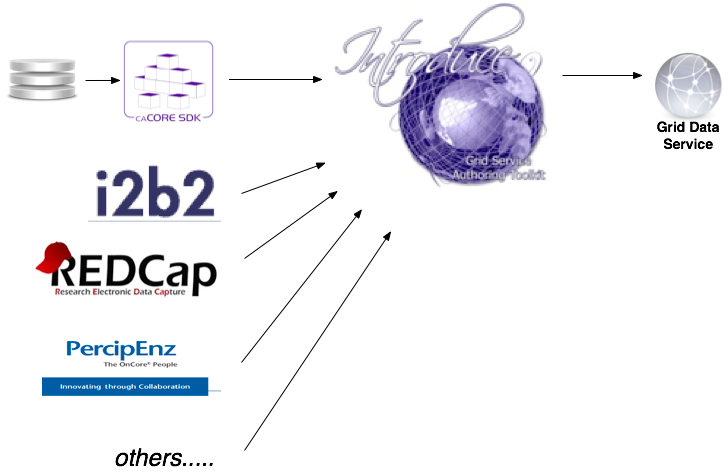 Introduce
caCORE SDK
Grid Data
Service
Grid Service
Authoring Toolkit
i2b2
REDCap
Research Electronic Data Capture
PercipEnz
The OnCore® People
Innovating through Collaboration
others.....